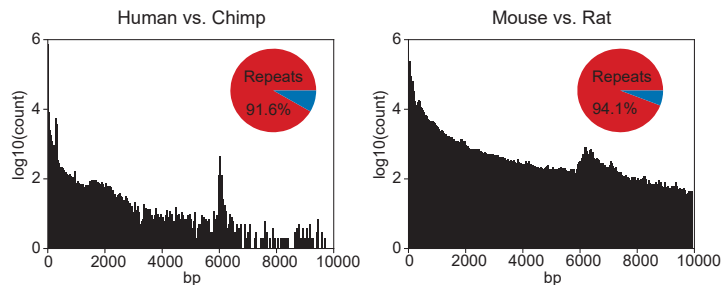 Human vs. Chimp
6
4
2
0
log10(count)
Repeats
91.6%
0
2000
4000
6000
8000
10000
bp
Mouse vs. Rat
6
4
2
0
log10(count)
Repeats
94.1%
0
2000
4000
6000
8000
10000
bp